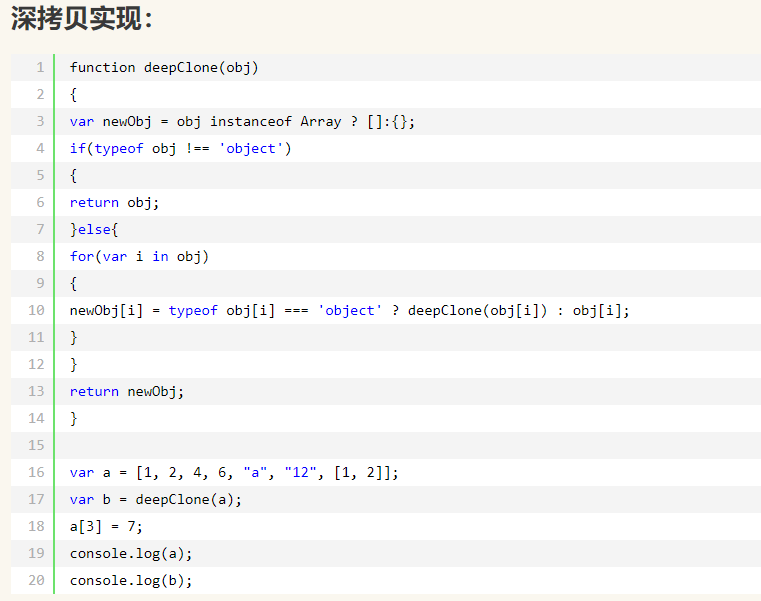 深拷贝实现：
1 function deepClone(obj)
2 {
3 var newObj = obj instanceof Array ? []:{};
4 if(typeof obj !== 'object')
5 {
6 return obj;
7 }else{
8 for(var i in obj)
9 {
10 newObj[i] = typeof obj[i] === 'object' ? deepClone(obj[i]) : obj[i];
11 }
12 }
13 return newObj;
14 }
15
16 var a = [1, 2, 4, 6, "a", "12", [1, 2]];
17 var b = deepClone(a);
18 a[3] = 7;
19 console.log(a);
20 console.log(b);